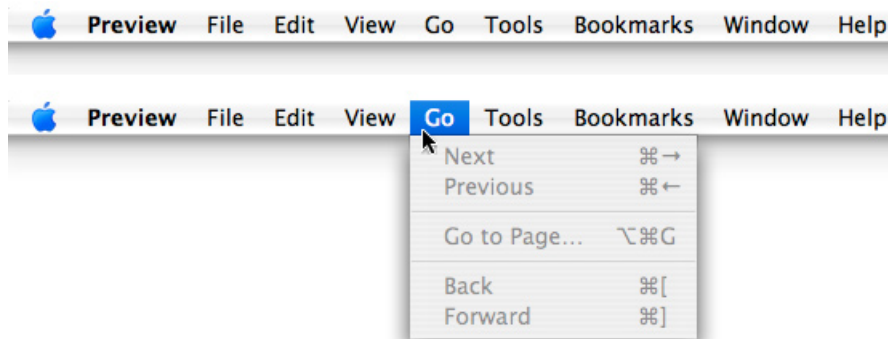 Preview File Edit View Go Tools Bookmarks Window Help
Preview File Edit View Go Tools Bookmarks Window Help
Next ⌘→
Previous ⌘←
Go to Page... ⌥⌘G
Back ⌘[
Forward ⌘]